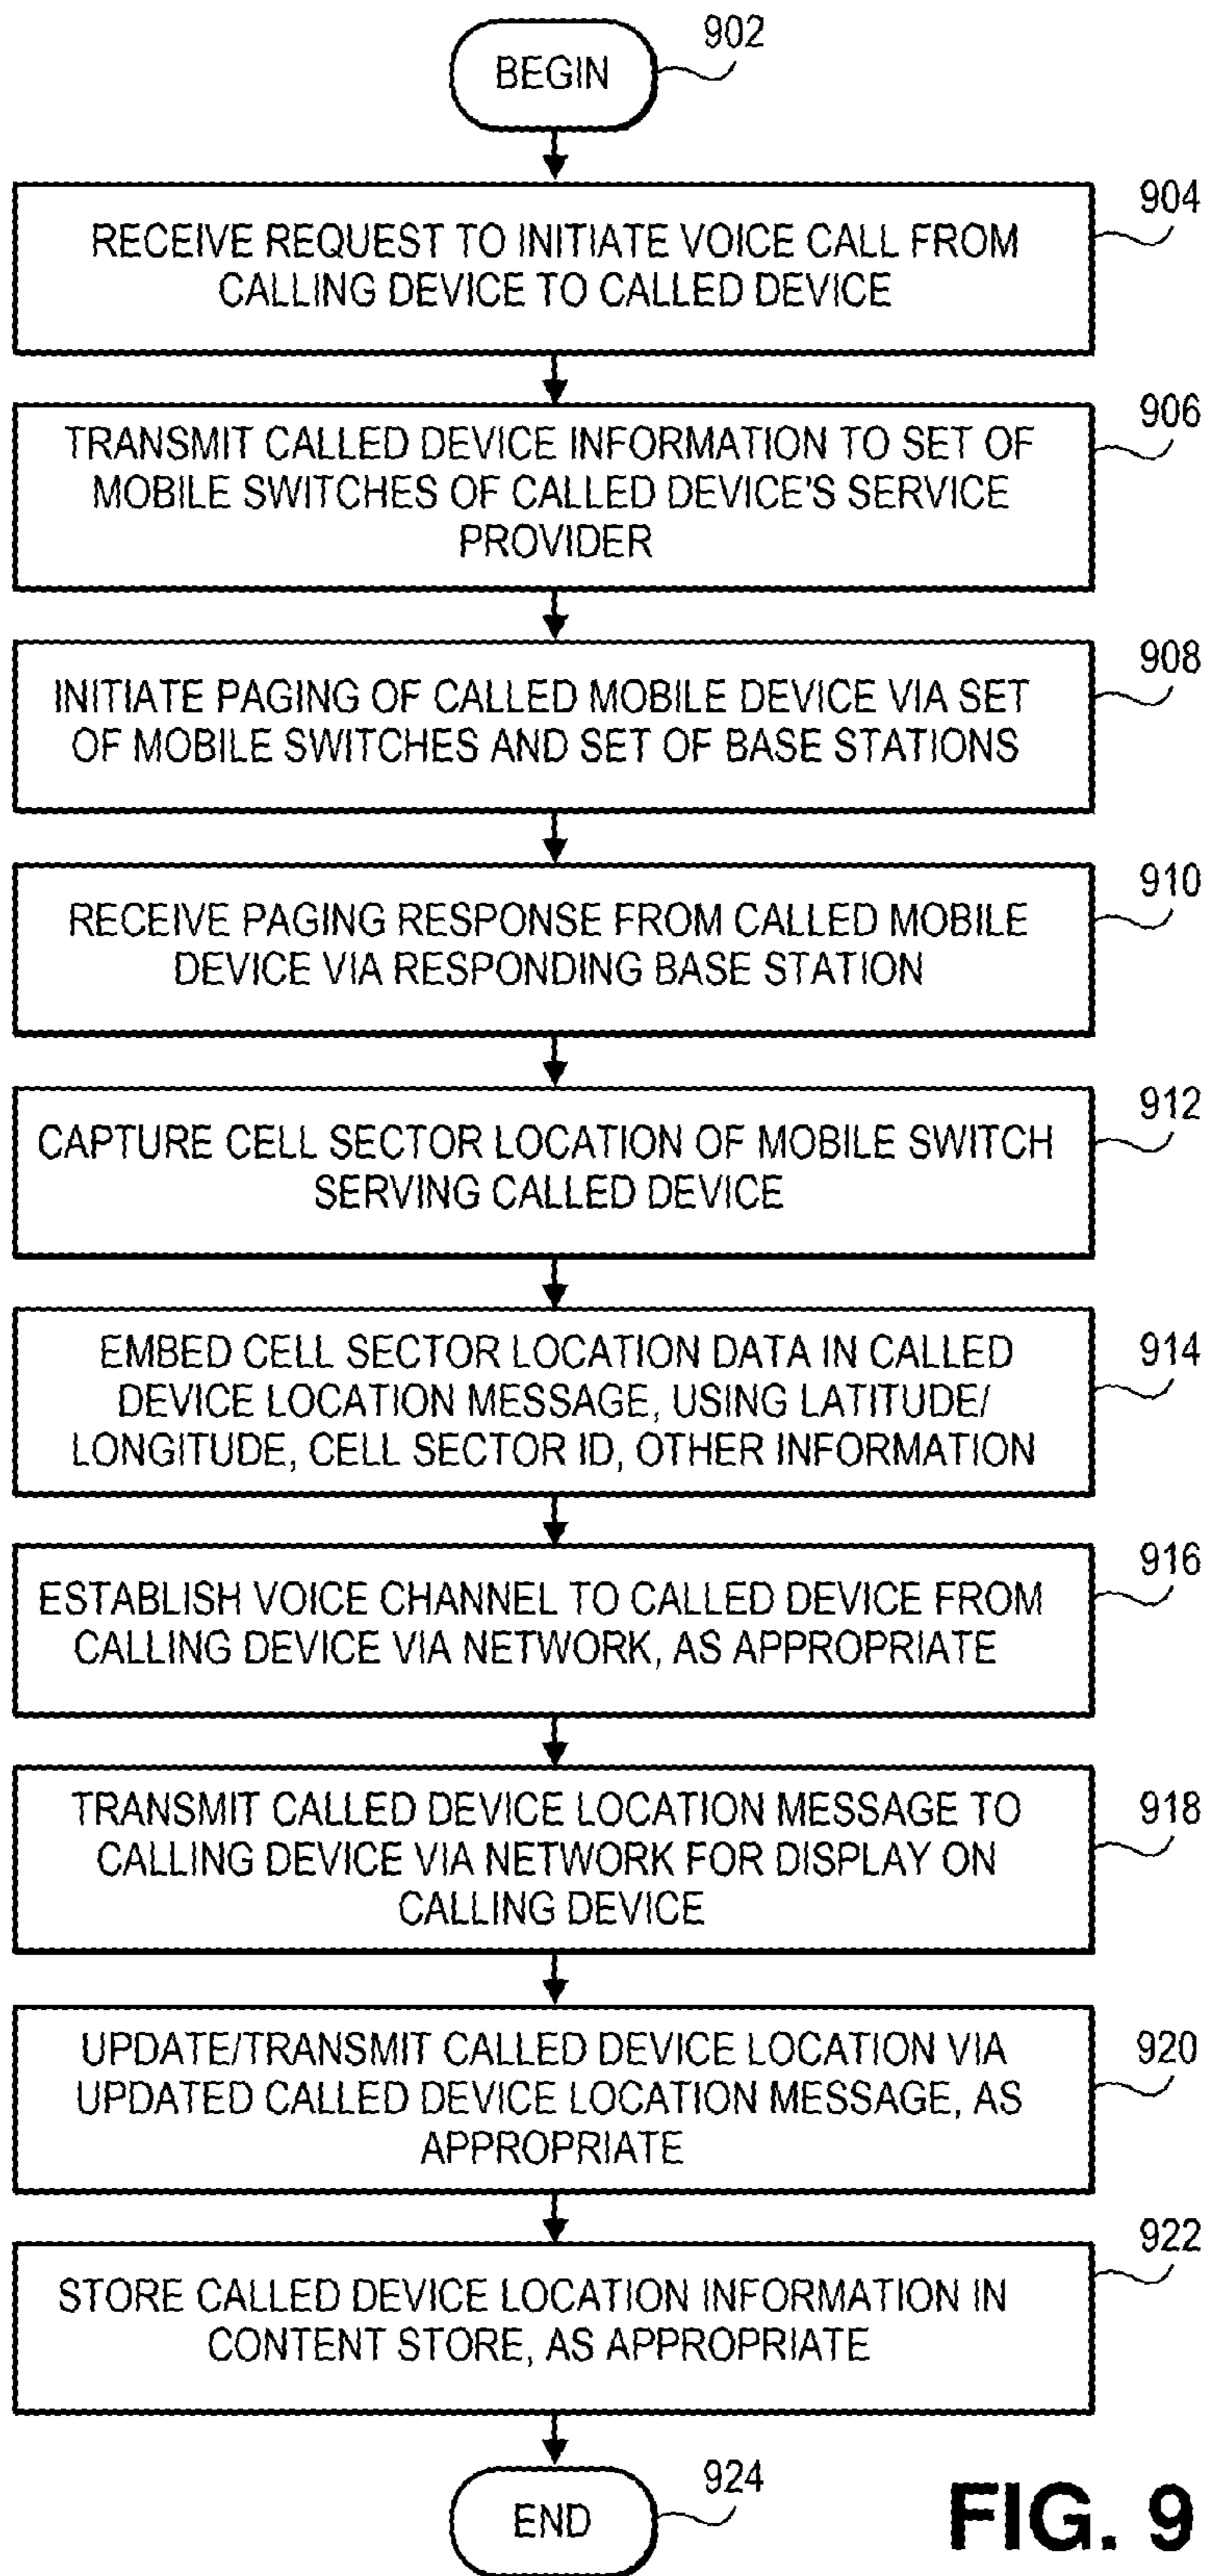 BEGIN
902
904
RECEIVE REQUEST TO INITIATE VOICE CALL FROM
CALLING DEVICE TO CALLED DEVICE
906
TRANSMIT CALLED DEVICE INFORMATION TO SET OF
MOBILE SWITCHES OF CALLED DEVICE'S SERVICE
PROVIDER
908
INITIATE PAGING OF CALLED MOBILE DEVICE VIA SET
OF MOBILE SWITCHES AND SET OF BASE STATIONS
910
RECEIVE PAGING RESPONSE FROM CALLED MOBILE
DEVICE VIA RESPONDING BASE STATION
912
CAPTURE CELL SECTOR LOCATION OF MOBILE SWITCH
SERVING CALLED DEVICE
914
EMBED CELL SECTOR LOCATION DATA IN CALLED
DEVICE LOCATION MESSAGE, USING LATITUDE/
LONGITUDE, CELL SECTOR ID, OTHER INFORMATION
916
ESTABLISH VOICE CHANNEL TO CALLED DEVICE FROM
CALLING DEVICE VIA NETWORK, AS APPROPRIATE
918
TRANSMIT CALLED DEVICE LOCATION MESSAGE TO
CALLING DEVICE VIA NETWORK FOR DISPLAY ON
CALLING DEVICE
920
UPDATE/TRANSMIT CALLED DEVICE LOCATION VIA
UPDATED CALLED DEVICE LOCATION MESSAGE, AS
APPROPRIATE
922
STORE CALLED DEVICE LOCATION INFORMATION IN
CONTENT STORE, AS APPROPRIATE
924
END
FIG. 9